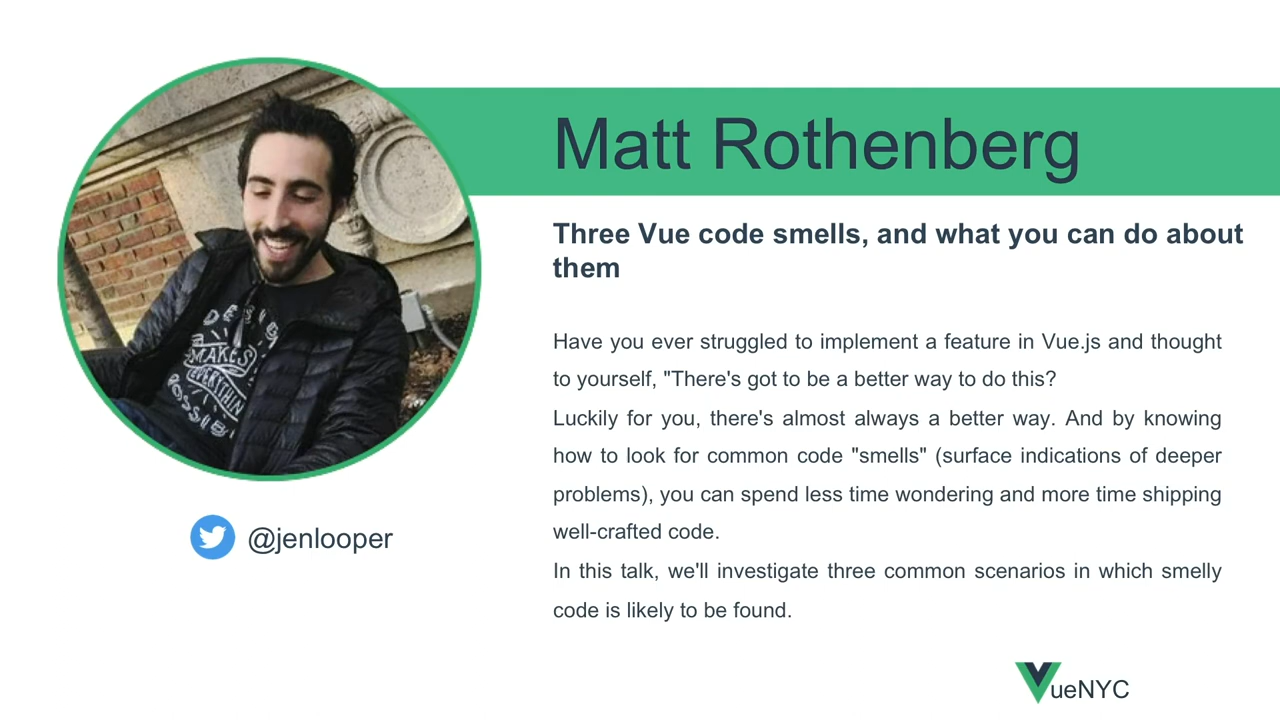 Matt Rothenberg
Three Vue code smells, and what you can do about
them
Have you ever struggled to implement a feature in Vue.js and thought
to yourself, "There's got to be a better way to do this?
Luckily for you, there's almost always a better way. And by knowing
how to look for common code "smells" (surface indications of deeper
problems), you can spend less time wondering and more time shipping
well-crafted code.
In this talk, we'll investigate three common scenarios in which smelly
code is likely to be found.
DESIGN
MAKES
EVERYTHING
POSSIBL
@jenlooper
VueNYC